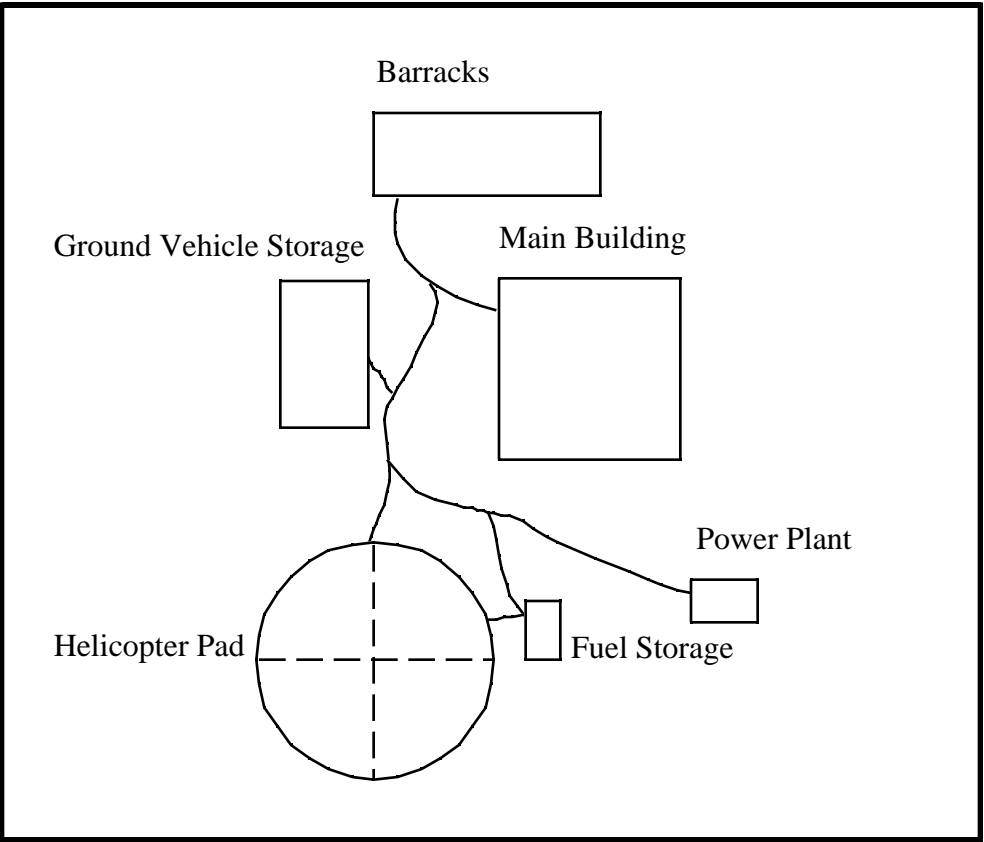 Barracks
Ground Vehicle Storage
Main Building
Power Plant
Helicopter Pad
Fuel Storage